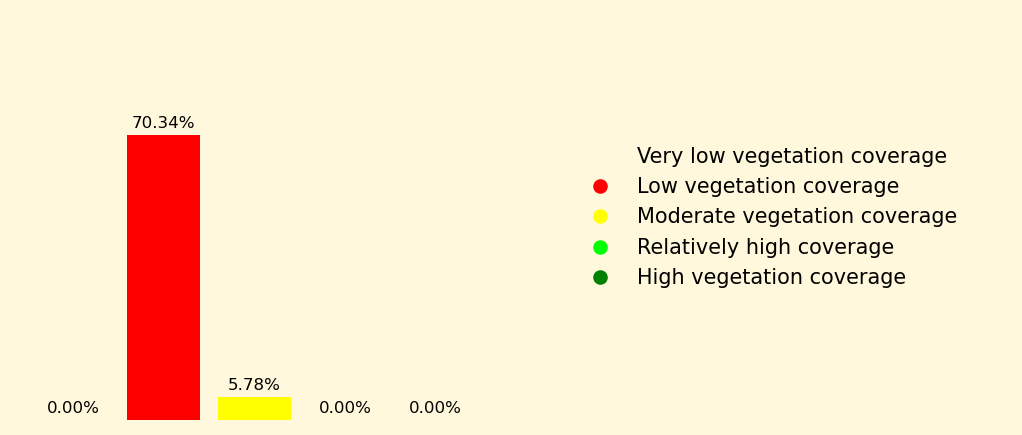 70.34%
5.78%
0.00%
0.00%
0.00%
Very low vegetation coverage
Low vegetation coverage
Moderate vegetation coverage
Relatively high coverage
High vegetation coverage